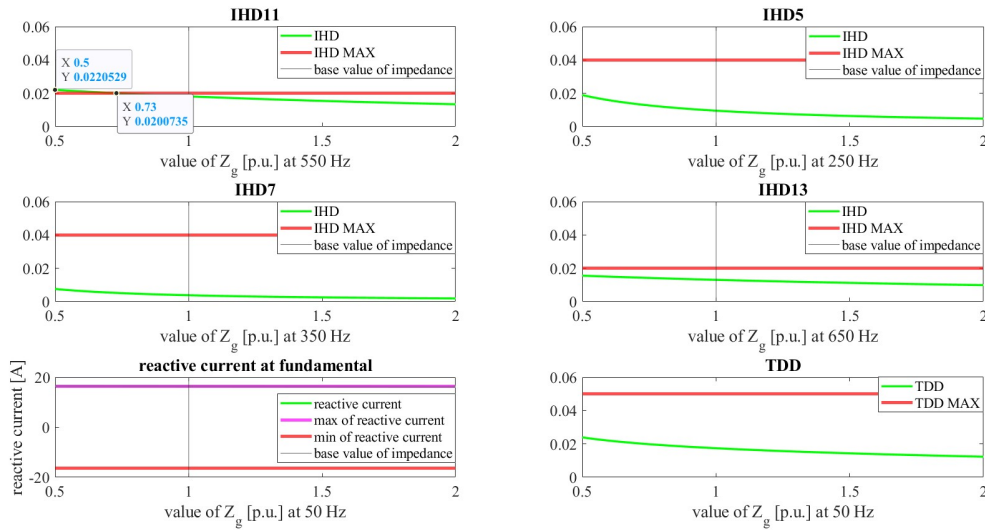 IHD11
0.06
0.04
0.02
0
X 0.5
Y 0.0220529
X 0.73
Y 0.0200735
IHD
IHD MAX
base value of impedance
0.5
1
1.5
2
value of Z_g [p.u.] at 550 Hz
IHD5
0.06
0.04
0.02
0
IHD
IHD MAX
base value of impedance
0.5
1
1.5
2
value of Z_g [p.u.] at 250 Hz
IHD7
0.06
0.04
0.02
0
IHD
IHD MAX
base value of impedance
0.5
1
1.5
2
value of Z_g [p.u.] at 350 Hz
IHD13
0.06
0.04
0.02
0
IHD
IHD MAX
base value of impedance
0.5
1
1.5
2
value of Z_g [p.u.] at 650 Hz
reactive current at fundamental
reactive current [A]
20
0
-20
reactive current
max of reactive current
min of reactive current
base value of impedance
0.5
1
1.5
2
value of Z_g [p.u.] at 50 Hz
TDD
0.06
0.04
0.02
0
TDD
TDD MAX
0.5
1
1.5
2
value of Z_g [p.u.] at 50 Hz